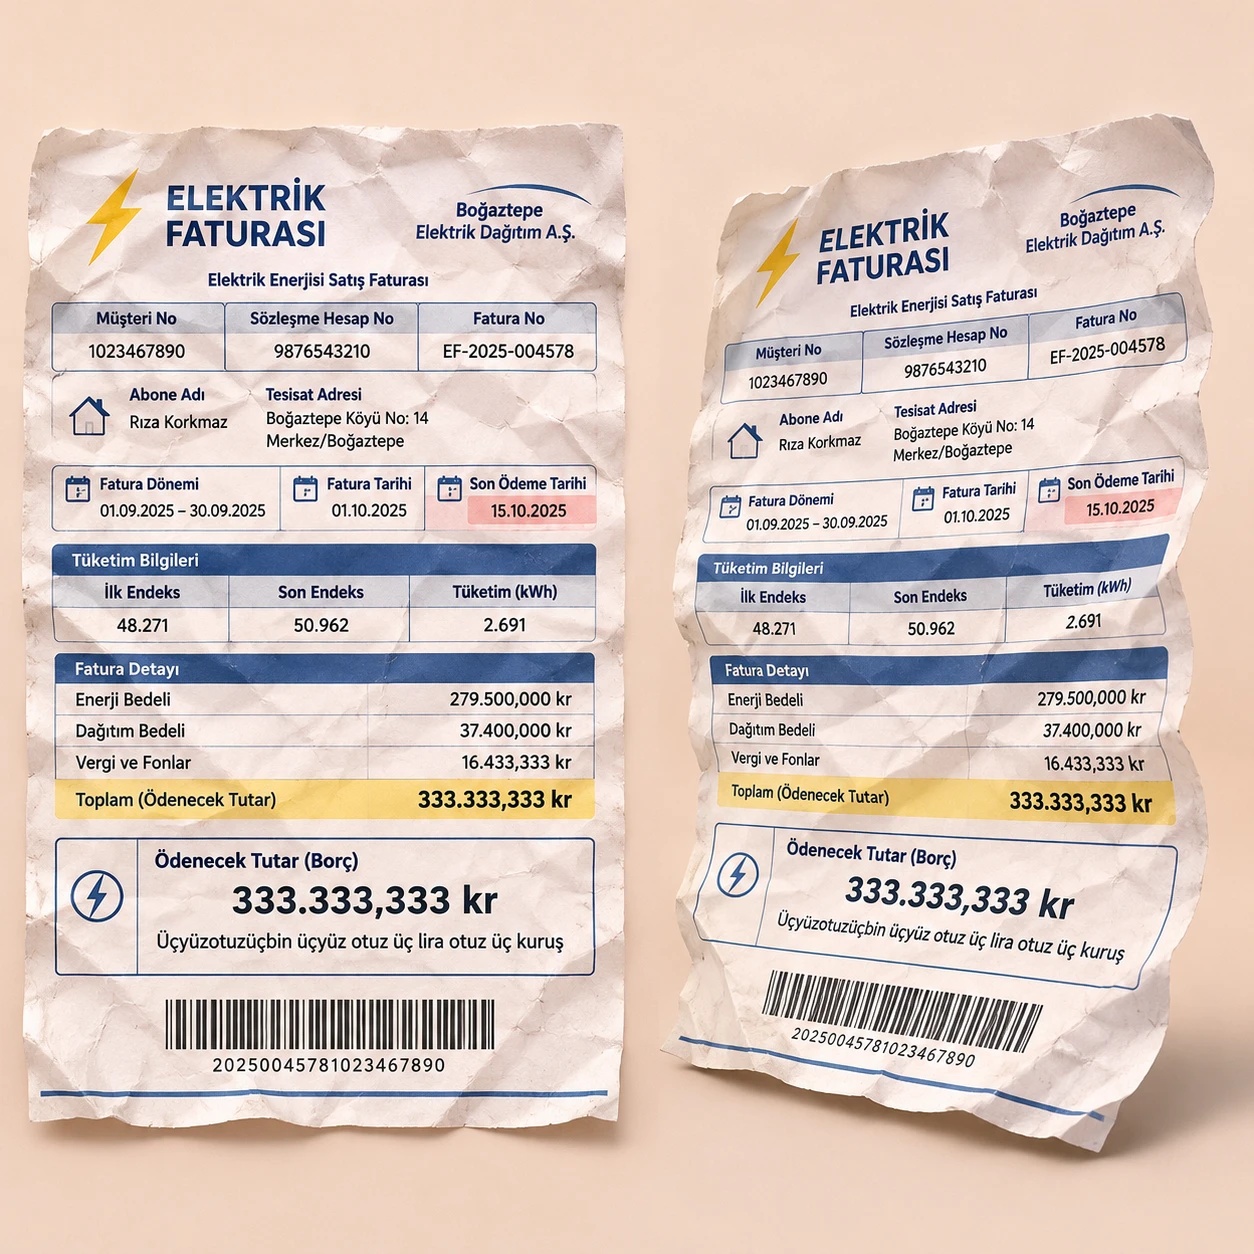 ELEKTRİK
FATURASI
Boğaztepe
Elektrik Dağıtım A.Ş.
Elektrik Enerjisi Satış Faturası
Müşteri No Sözleşme Hesap No Fatura No
1023467890 9876543210 EF-2025-004578
Abone Adı Tesisat Adresi
Rıza Korkmaz Boğaztepe Köyü No: 14
Merkez/Boğaztepe
Fatura Dönemi Fatura Tarihi Son Ödeme Tarihi
01.09.2025 – 30.09.2025 01.10.2025 15.10.2025
Tüketim Bilgileri
İlk Endeks Son Endeks Tüketim (kWh)
48.271 50.962 2.691
Fatura Detayı
Enerji Bedeli 279.500,000 kr
Dağıtım Bedeli 37.400,000 kr
Vergi ve Fonlar 16.433,333 kr
Toplam (Ödenecek Tutar) 333.333,333 kr
Ödenecek Tutar (Borç)
333.333,333 kr
Üçyüzotuzüçbin üçyüz otuz üç lira otuz üç kuruş
20250045781023467890
ELEKTRİK
FATURASI
Boğaztepe
Elektrik Dağıtım A.Ş.
Elektrik Enerjisi Satış Faturası
Müşteri No Sözleşme Hesap No Fatura No
1023467890 9876543210 EF-2025-004578
Abone Adı Tesisat Adresi
Rıza Korkmaz Boğaztepe Köyü No: 14
Merkez/Boğaztepe
Fatura Dönemi Fatura Tarihi Son Ödeme Tarihi
01.09.2025 – 30.09.2025 01.10.2025 15.10.2025
Tüketim Bilgileri
İlk Endeks Son Endeks Tüketim (kWh)
48.271 50.962 2.691
Fatura Detayı
Enerji Bedeli 279.500,000 kr
Dağıtım Bedeli 37.400,000 kr
Vergi ve Fonlar 16.433,333 kr
Toplam (Ödenecek Tutar) 333.333,333 kr
Ödenecek Tutar (Borç)
333.333,333 kr
Üçyüzotuzüçbin üçyüz otuz üç lira otuz üç kuruş
20250045781023467890